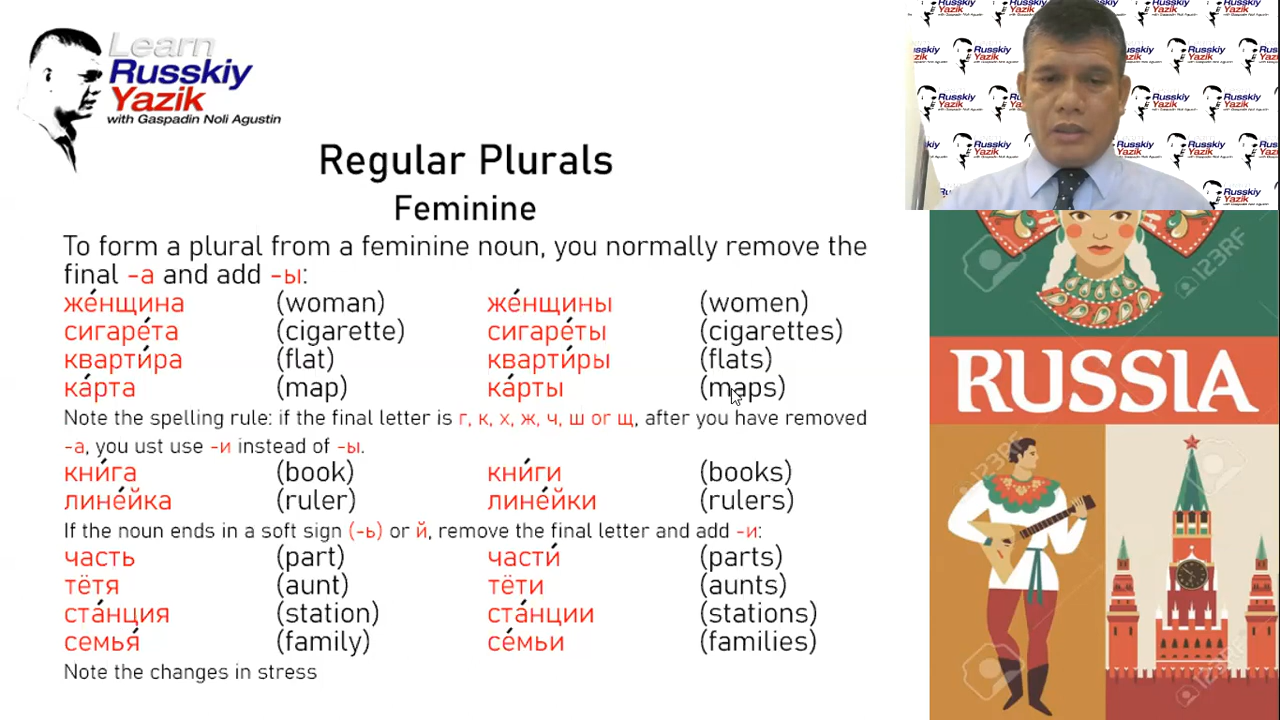 Learn
Russkiy
Yazik
with Gaspadin Noli Agustin
Regular Plurals
Feminine
To form a plural from a feminine noun, you normally remove the
final -а and add -ы:
же́нщина (woman) же́нщины (women)
сигаре́та (cigarette) сигаре́ты (cigarettes)
кварти́ра (flat) кварти́ры (flats)
ка́рта (map) ка́рты (maps)
Note the spelling rule: if the final letter is г, к, х, ж, ч, ш or щ, after you have removed
-а, you ust use -и instead of -ы.
кни́га (book) кни́ги (books)
лине́йка (ruler) лине́йки (rulers)
If the noun ends in a soft sign (-ь) or й, remove the final letter and add -и:
часть (part) части́ (parts)
тётя (aunt) тёти (aunts)
ста́нция (station) ста́нции (stations)
семья́ (family) се́мьи (families)
Note the changes in stress
RUSSIA
123RF